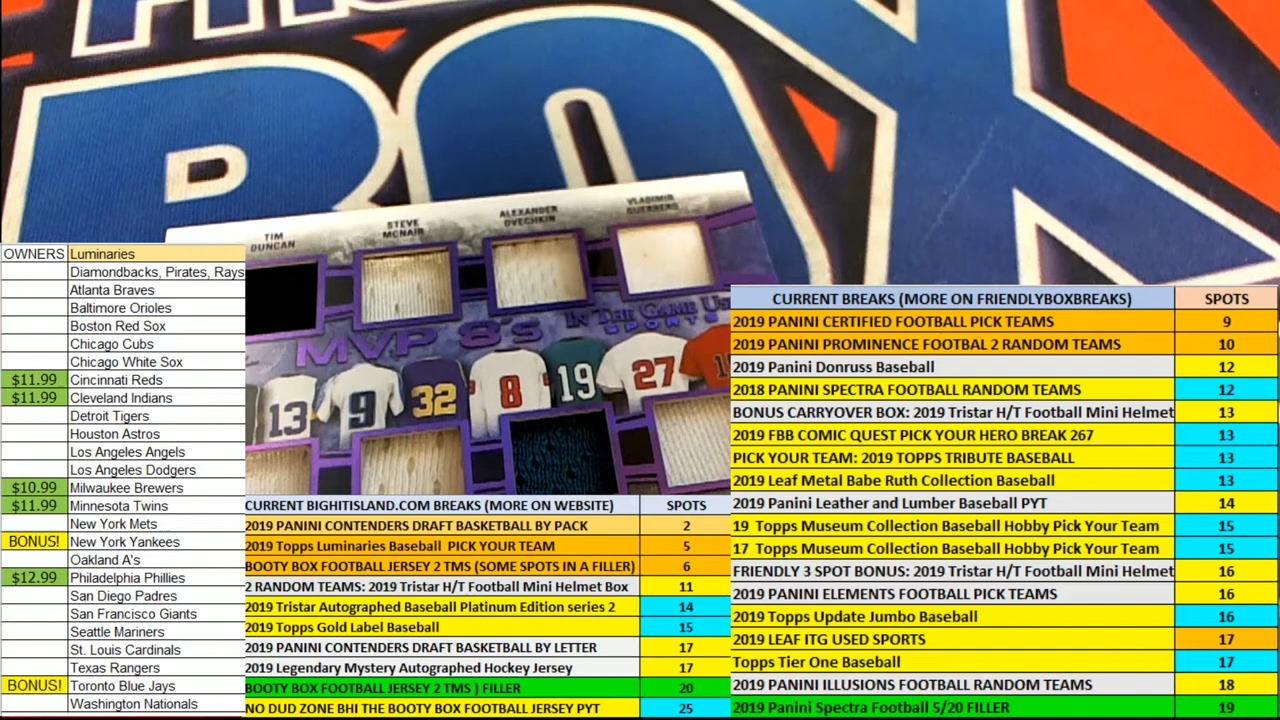 BOX
TIM DUNCAN
STEVE MCNAIR
ALEXANDER OVECHKIN
VLADIMIR GUERRERO
MVP 8's
IN THE GAME USED
SPORTS
13 9 32 8 19 27
OWNERS Luminaries
Diamondbacks, Pirates, Rays
Atlanta Braves
Baltimore Orioles
Boston Red Sox
Chicago Cubs
Chicago White Sox
$11.99 Cincinnati Reds
$11.99 Cleveland Indians
Detroit Tigers
Houston Astros
Los Angeles Angels
Los Angeles Dodgers
$10.99 Milwaukee Brewers
$11.99 Minnesota Twins
New York Mets
BONUS! New York Yankees
Oakland A's
$12.99 Philadelphia Phillies
San Diego Padres
San Francisco Giants
Seattle Mariners
St. Louis Cardinals
Texas Rangers
BONUS! Toronto Blue Jays
Washington Nationals
CURRENT BIGHITISLAND.COM BREAKS (MORE ON WEBSITE) SPOTS
2019 PANINI CONTENDERS DRAFT BASKETBALL BY PACK 2
2019 Topps Luminaries Baseball PICK YOUR TEAM 5
BOOTY BOX FOOTBALL JERSEY 2 TMS (SOME SPOTS IN A FILLER) 6
2 RANDOM TEAMS: 2019 Tristar H/T Football Mini Helmet Box 11
2019 Tristar Autographed Baseball Platinum Edition series 2 14
2019 Topps Gold Label Baseball 15
2019 PANINI CONTENDERS DRAFT BASKETBALL BY LETTER 17
2019 Legendary Mystery Autographed Hockey Jersey 17
BOOTY BOX FOOTBALL JERSEY 2 TMS ) FILLER 20
NO DUD ZONE BHI THE BOOTY BOX FOOTBALL JERSEY PYT 25
CURRENT BREAKS (MORE ON FRIENDLYBOXBREAKS) SPOTS
2019 PANINI CERTIFIED FOOTBALL PICK TEAMS 9
2019 PANINI PROMINENCE FOOTBAL 2 RANDOM TEAMS 10
2019 Panini Donruss Baseball 12
2018 PANINI SPECTRA FOOTBALL RANDOM TEAMS 12
BONUS CARRYOVER BOX: 2019 Tristar H/T Football Mini Helmet 13
2019 FBB COMIC QUEST PICK YOUR HERO BREAK 267 13
PICK YOUR TEAM: 2019 TOPPS TRIBUTE BASEBALL 13
2019 Leaf Metal Babe Ruth Collection Baseball 13
2019 Panini Leather and Lumber Baseball PYT 14
19 Topps Museum Collection Baseball Hobby Pick Your Team 15
17 Topps Museum Collection Baseball Hobby Pick Your Team 15
FRIENDLY 3 SPOT BONUS: 2019 Tristar H/T Football Mini Helmet 16
2019 PANINI ELEMENTS FOOTBALL PICK TEAMS 16
2019 Topps Update Jumbo Baseball 16
2019 LEAF ITG USED SPORTS 17
Topps Tier One Baseball 17
2019 PANINI ILLUSIONS FOOTBALL RANDOM TEAMS 18
2019 Panini Spectra Football 5/20 FILLER 19